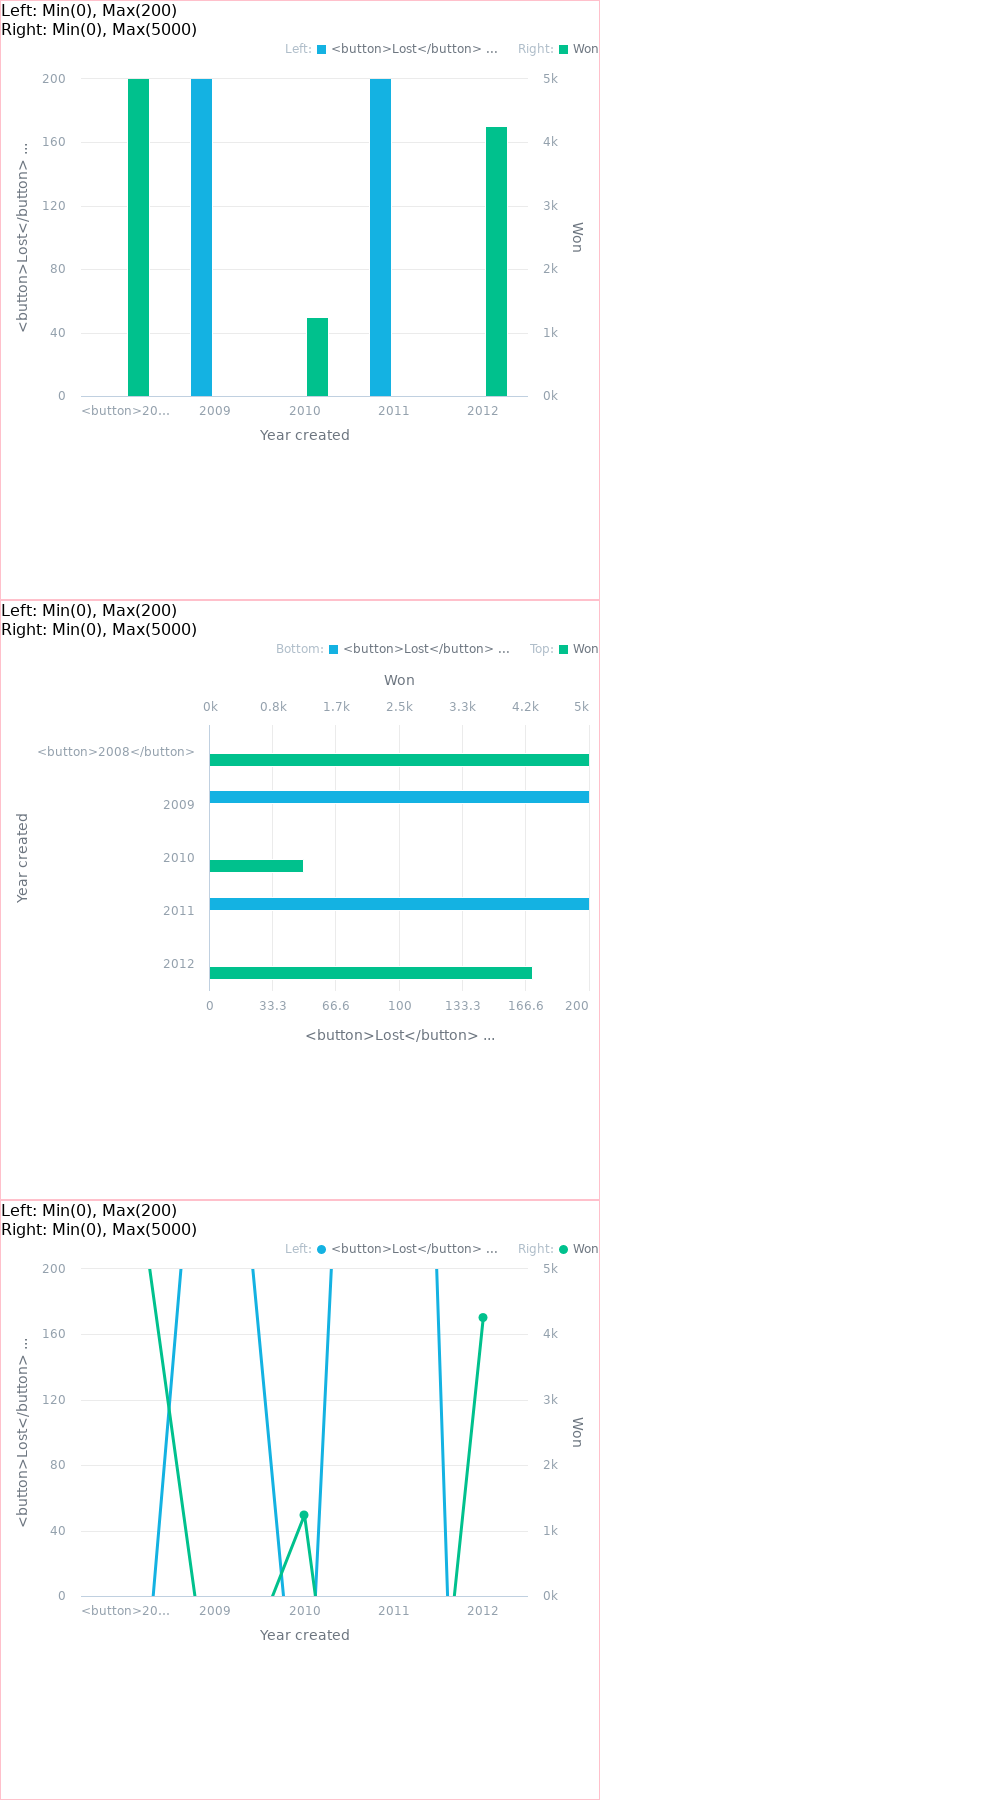 Left: Min(0), Max(200)
Right: Min(0), Max(5000)
Left: <button>Lost</button> ... Right: Won
200 5k
160 4k
120 3k
80 2k
40 1k
0 0k
<button>Lost</button> ...
Won
<button>20... 2009 2010 2011 2012
Year created
Left: Min(0), Max(200)
Right: Min(0), Max(5000)
Bottom: <button>Lost</button> ... Top: Won
Won
0k 0.8k 1.7k 2.5k 3.3k 4.2k 5k
<button>2008</button>
2009
2010
2011
2012
Year created
0 33.3 66.6 100 133.3 166.6 200
<button>Lost</button> ...
Left: Min(0), Max(200)
Right: Min(0), Max(5000)
Left: <button>Lost</button> ... Right: Won
200 5k
160 4k
120 3k
80 2k
40 1k
0 0k
<button>Lost</button> ...
Won
<button>20... 2009 2010 2011 2012
Year created